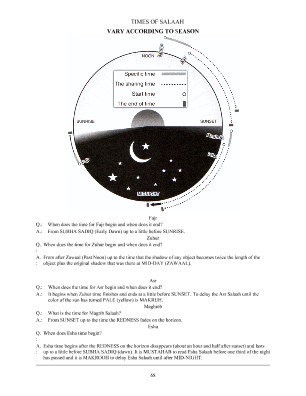 TIMES OF SALAAH
VARY ACCORDING TO SEASON
NOON
Specific time
The sharing time
Start time
The end of time
SUNRISE
SUNSET
MIDNIGHT
Fajr
Q.: When does the time for Fajr begin and when does it end?
A.: From SUBHA SADIQ (Early Dawn) up to a little before SUNRISE.
Zuhar
Q. When does the time for Zuhar begin and when does it end?
:
A. From after Zawaal (Past Noon) up to the time that the shadow of any object becomes twice the length of the
: object plus the original shadow that was there at MID-DAY (ZAWAAL).
Asr
Q.: When does the time for Asr begin and when does it end?
A.: It begins when Zuhar time finishes and ends at a little before SUNSET. To delay the Asr Salaah until the
color of the sun has turned PALE (yellow) is MAKRUH.
Maghrib
Q.: What is the time for Magrib Salaah?
A.: From SUNSET up to the time the REDNESS fades on the horizon.
Esha
Q. When does Esha time begin?
:
A. Esha time begins after the REDNESS on the horizon disappears (about an hour and half after sunset) and lasts
: up to a little before SUBHA SADIQ (dawn). It is MUSTAHAB to read Esha Salaah before one third of the night
has passed and it is MAKROOH to delay Esha Salaah until after MID-NIGHT.